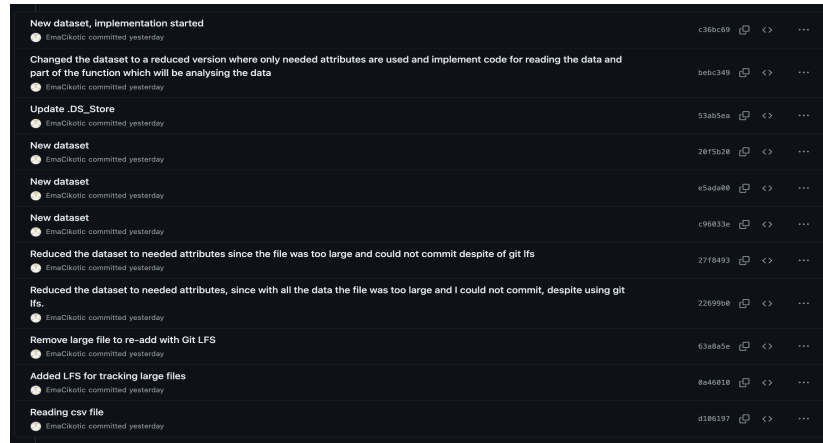 New dataset, implementation started
EmaCikotic committed yesterday
c36bc69
Changed the dataset to a reduced version where only needed attributes are used and implement code for reading the data and
part of the function which will be analysing the data
EmaCikotic committed yesterday
bebc349
Update .DS_Store
EmaCikotic committed yesterday
53ab5ea
New dataset
EmaCikotic committed yesterday
20f5b20
New dataset
EmaCikotic committed yesterday
e5ada00
New dataset
EmaCikotic committed yesterday
c96033e
Reduced the dataset to needed attributes since the file was too large and could not commit despite of git lfs
EmaCikotic committed yesterday
27f8493
Reduced the dataset to needed attributes, since with all the data the file was too large and I could not commit, despite using git
lfs.
EmaCikotic committed yesterday
22699b0
Remove large file to re-add with Git LFS
EmaCikotic committed yesterday
63a8a5e
Added LFS for tracking large files
EmaCikotic committed yesterday
0a46010
Reading csv file
EmaCikotic committed yesterday
d106197